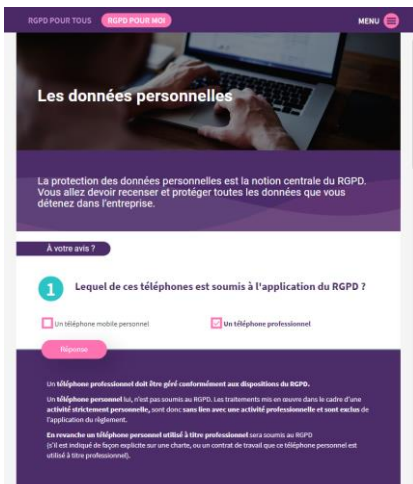 RGPD POUR TOUS RGPD POUR MOI MENU
Les données personnelles
La protection des données personnelles est la notion centrale du RGPD.
Vous allez devoir recenser et protéger toutes les données que vous
détenez dans l'entreprise.
À votre avis ?
1 Lequel de ces téléphones est soumis à l'application du RGPD ?
Un téléphone mobile personnel Un téléphone professionnel
Réponse
Un téléphone professionnel doit être géré conformément aux dispositions du RGPD.
Un téléphone personnel lui, n'est pas soumis au RGPD. Les traitements mis en œuvre dans le cadre d'une
activité strictement personnelle, sont donc sans lien avec une activité professionnelle et sont exclus de
l'application du règlement.
En revanche un téléphone personnel utilisé à titre professionnel sera soumis au RGPD
(s'il est indiqué de façon explicite sur une charte, ou un contrat de travail que ce téléphone personnel est
utilisé à titre professionnel).